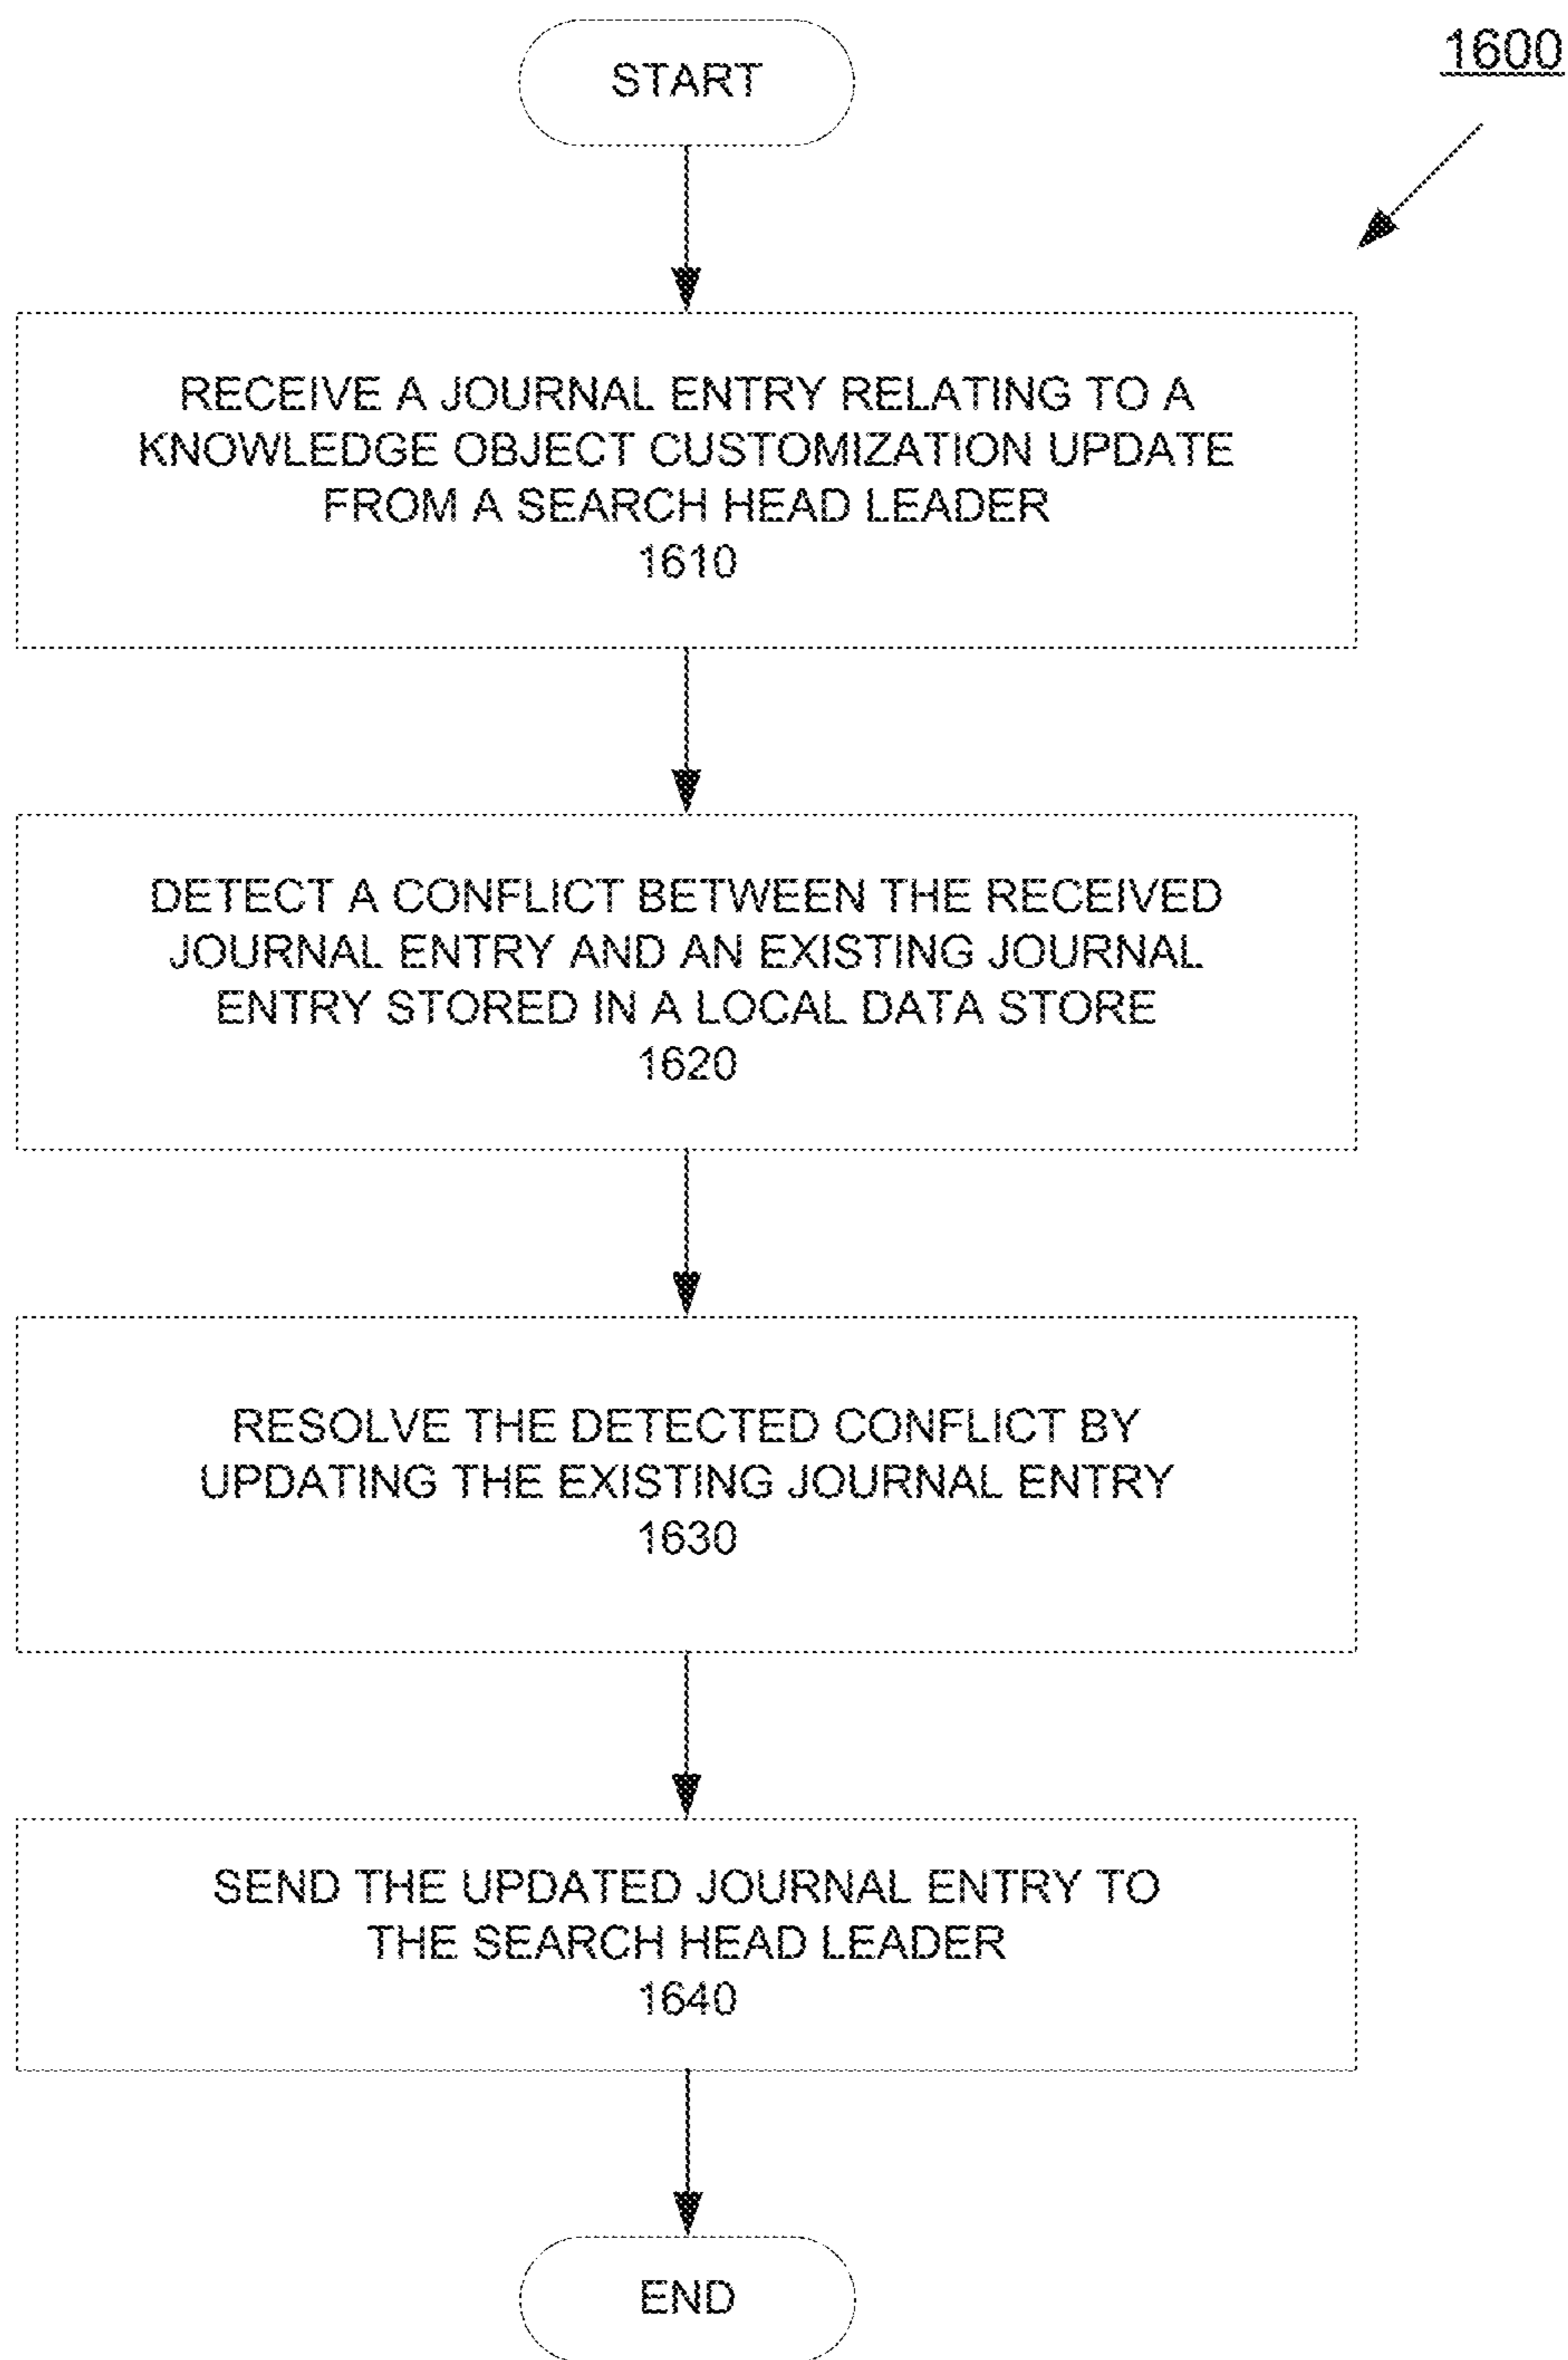 1600
START
RECEIVE A JOURNAL ENTRY RELATING TO A
KNOWLEDGE OBJECT CUSTOMIZATION UPDATE
FROM A SEARCH HEAD LEADER
1610
DETECT A CONFLICT BETWEEN THE RECEIVED
JOURNAL ENTRY AND AN EXISTING JOURNAL
ENTRY STORED IN A LOCAL DATA STORE
1620
RESOLVE THE DETECTED CONFLICT BY
UPDATING THE EXISTING JOURNAL ENTRY
1630
SEND THE UPDATED JOURNAL ENTRY TO
THE SEARCH HEAD LEADER
1640
END